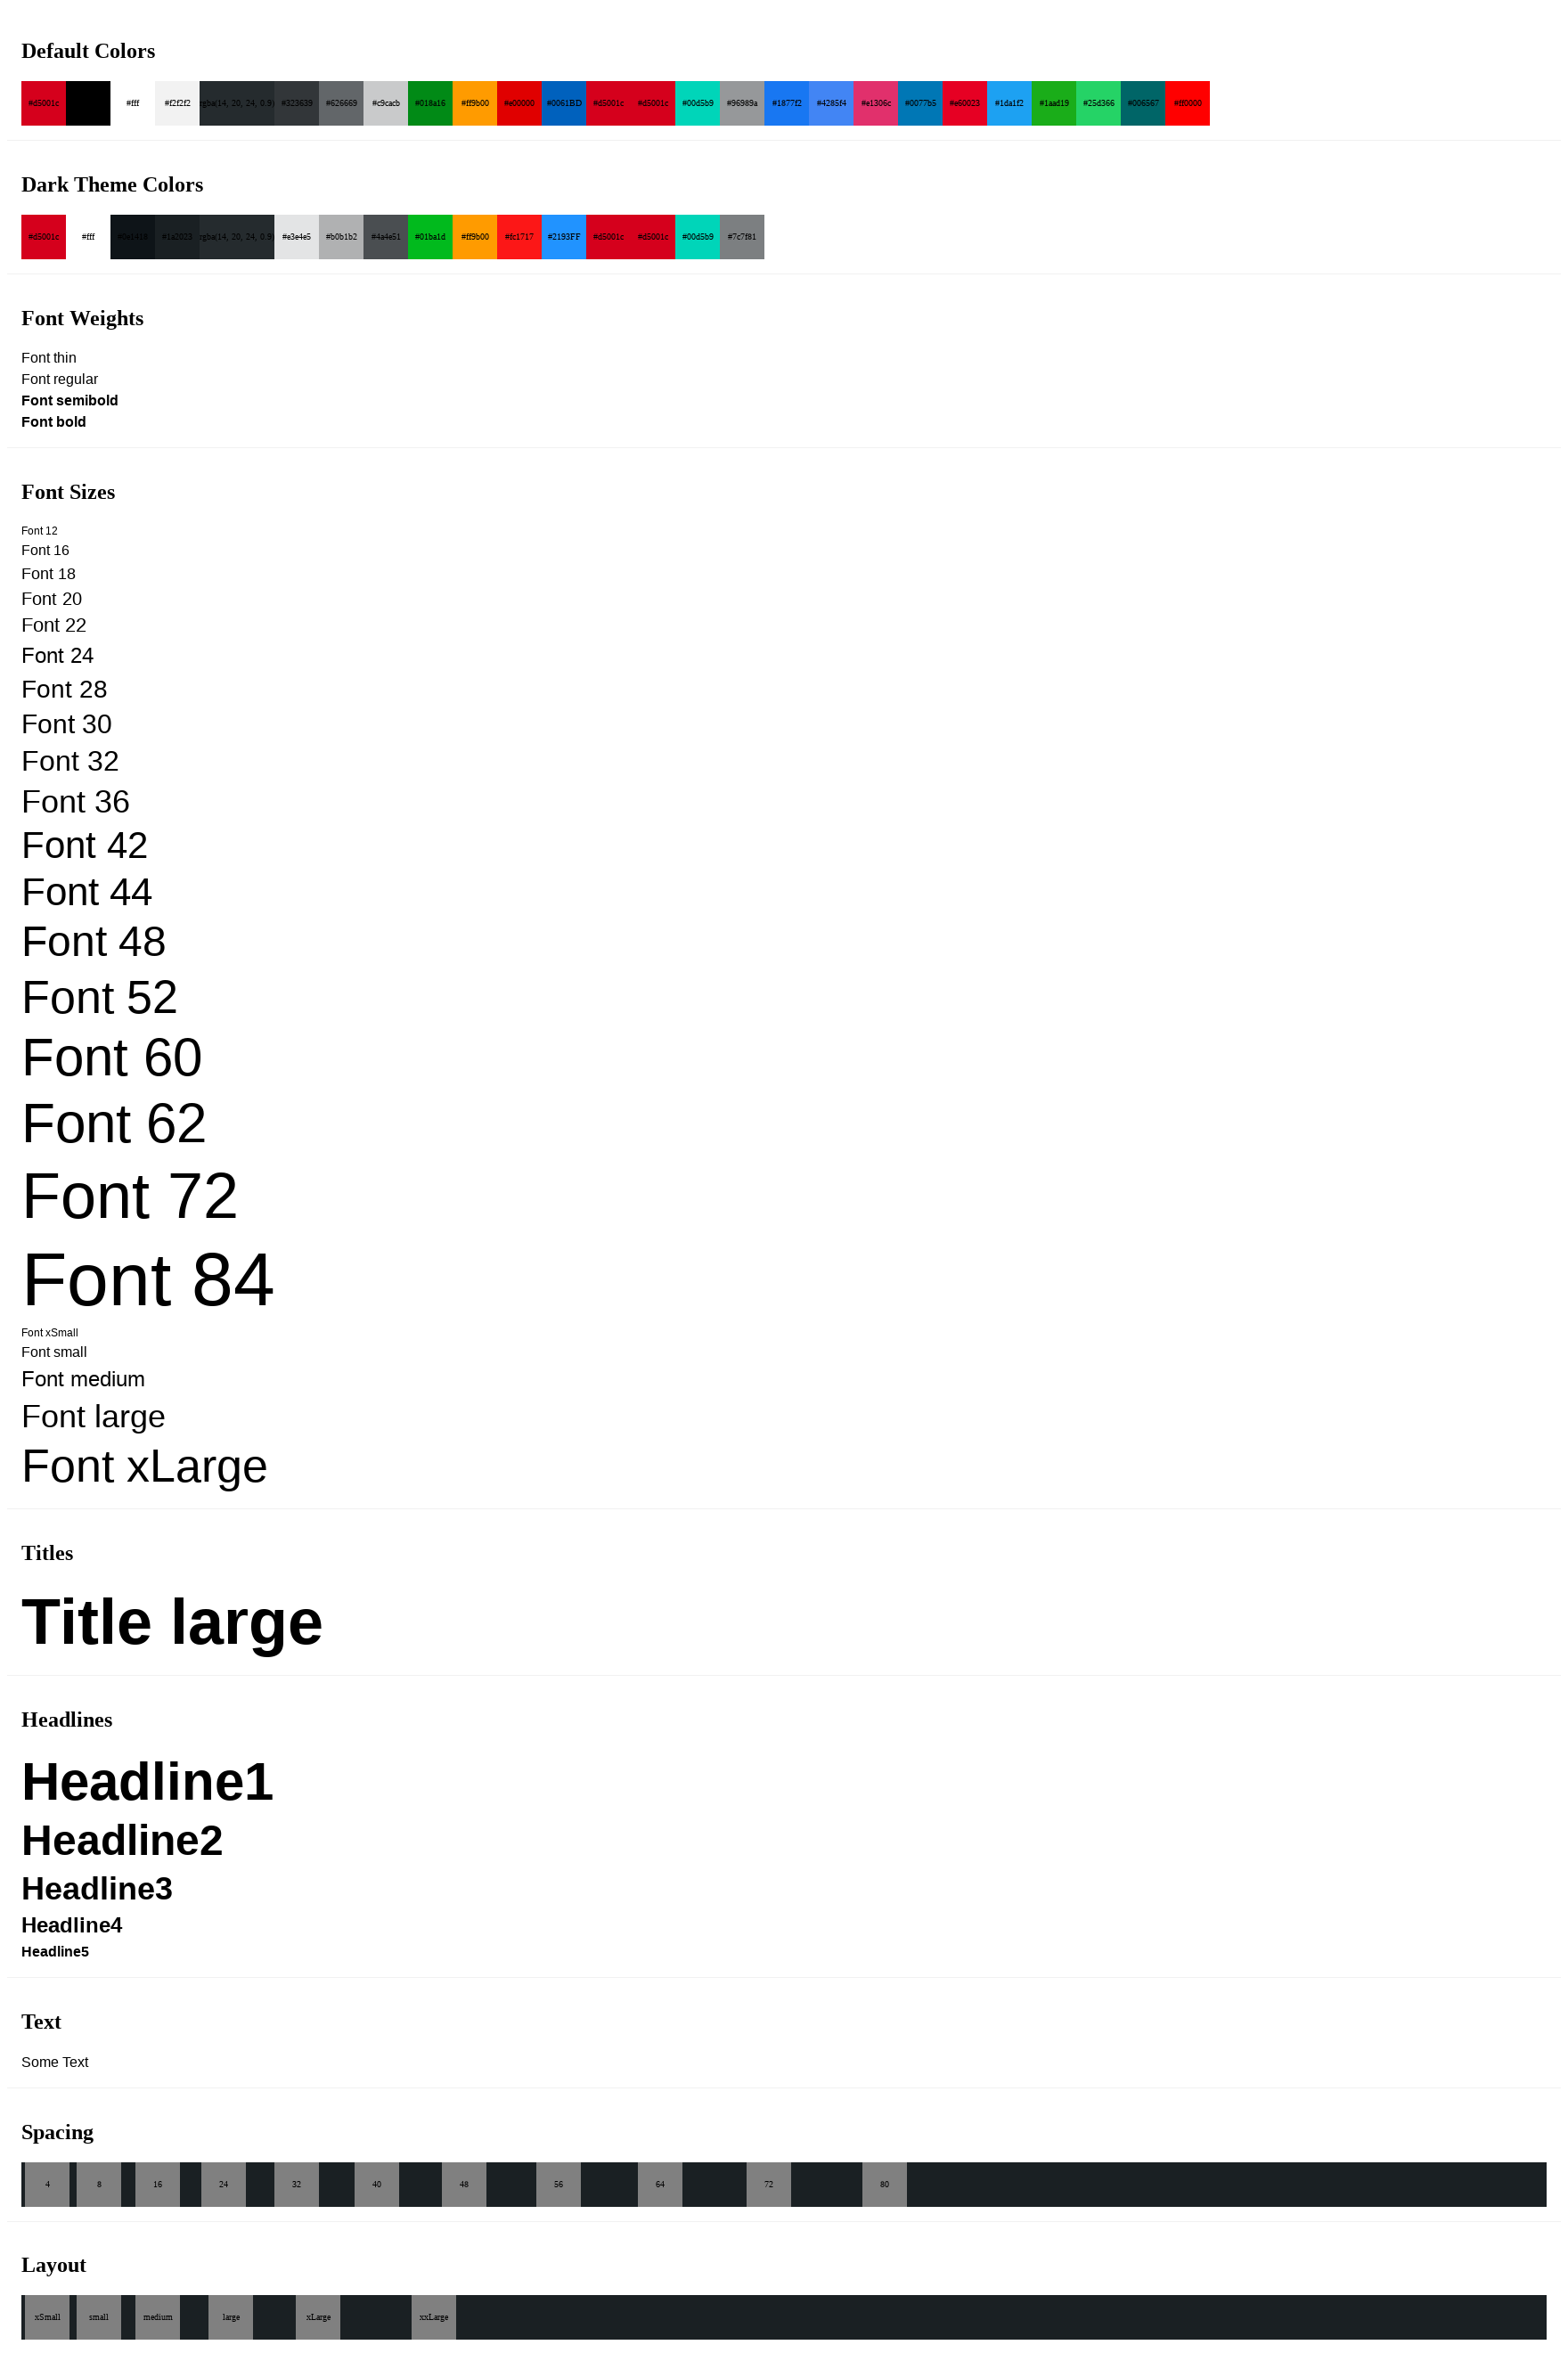 Default Colors
#d5001c #fff #f2f2f2 rgba(14, 20, 24, 0.9) #323639 #626669 #c9cacb #018a16 #ff9b00 #e00000 #0061BD #d5001c #d5001c #00d5b9 #96989a #1877f2 #4285f4 #e1306c #0077b5 #e60023 #1da1f2 #1aad19 #25d366 #006567 #ff0000
Dark Theme Colors
#d5001c #fff #0e1418 #1a2023 rgba(14, 20, 24, 0.9) #e3e4e5 #b0b1b2 #4a4e51 #01ba1d #ff9b00 #fc1717 #2193FF #d5001c #d5001c #00d5b9 #7c7f81
Font Weights
Font thin
Font regular
Font semibold
Font bold
Font Sizes
Font 12
Font 16
Font 18
Font 20
Font 22
Font 24
Font 28
Font 30
Font 32
Font 36
Font 42
Font 44
Font 48
Font 52
Font 60
Font 62
Font 72
Font 84
Font xSmall
Font small
Font medium
Font large
Font xLarge
Titles
Title large
Headlines
Headline1
Headline2
Headline3
Headline4
Headline5
Text
Some Text
Spacing
4 8 16 24 32 40 48 56 64 72 80
Layout
xSmall small medium large xLarge xxLarge